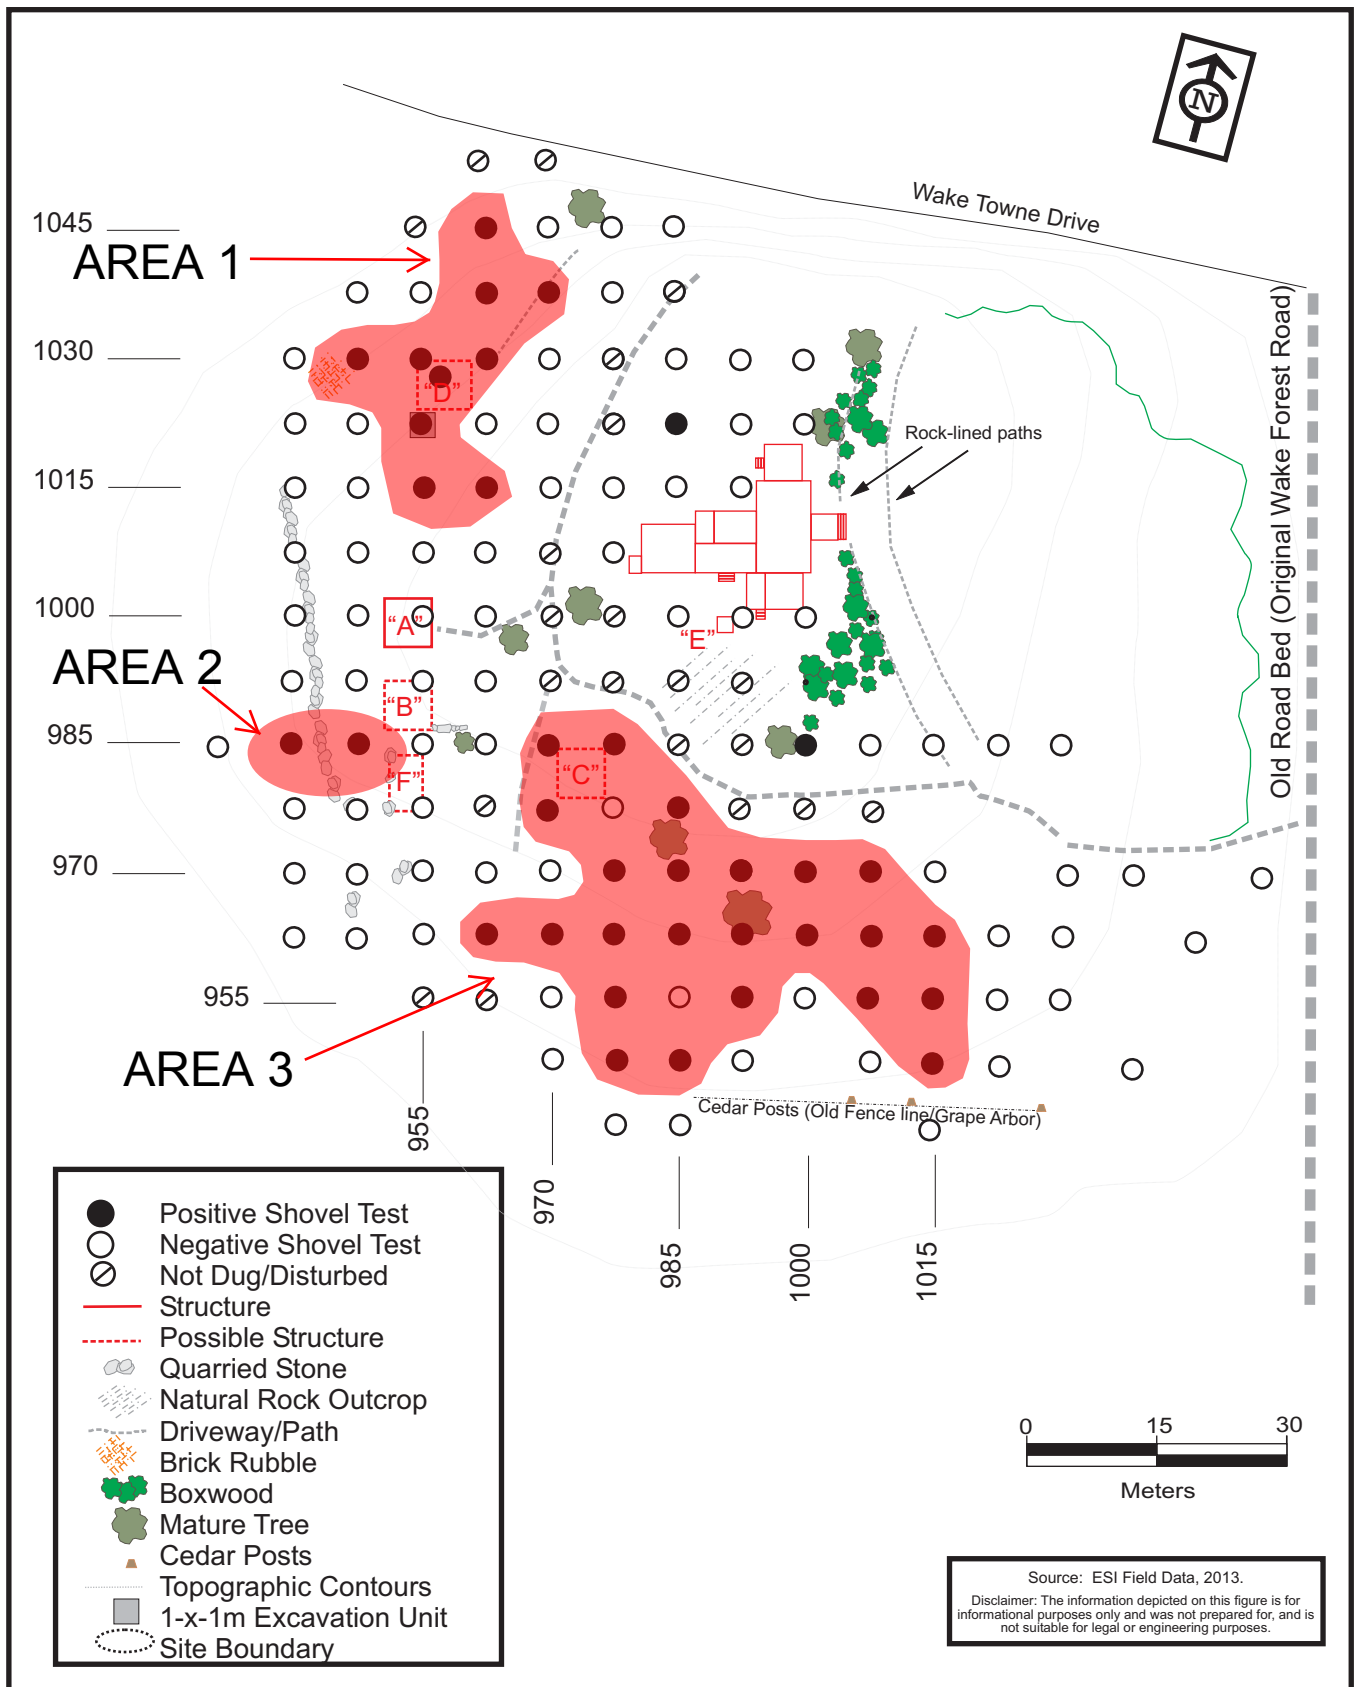 N
Wake Towne Drive
1045
AREA 1
1030
"D"
Old Road Bed (Original Wake Forest Road)
Rock-lined paths
1015
1000
"A"
"E"
AREA 2
"B"
985
"C"
"F"
970
955
AREA 3
Cedar Posts (Old Fence line/Grape Arbor)
955
970
985
1000
1015
Positive Shovel Test
Negative Shovel Test
Not Dug/Disturbed
Structure
Possible Structure
Quarried Stone
Natural Rock Outcrop
Driveway/Path
Brick Rubble
Boxwood
Mature Tree
Cedar Posts
Topographic Contours
1-x-1m Excavation Unit
Site Boundary
0 15 30
Meters
Source: ESI Field Data, 2013.
Disclaimer: The information depicted on this figure is for
informational purposes only and was not prepared for, and is
not suitable for legal or engineering purposes.